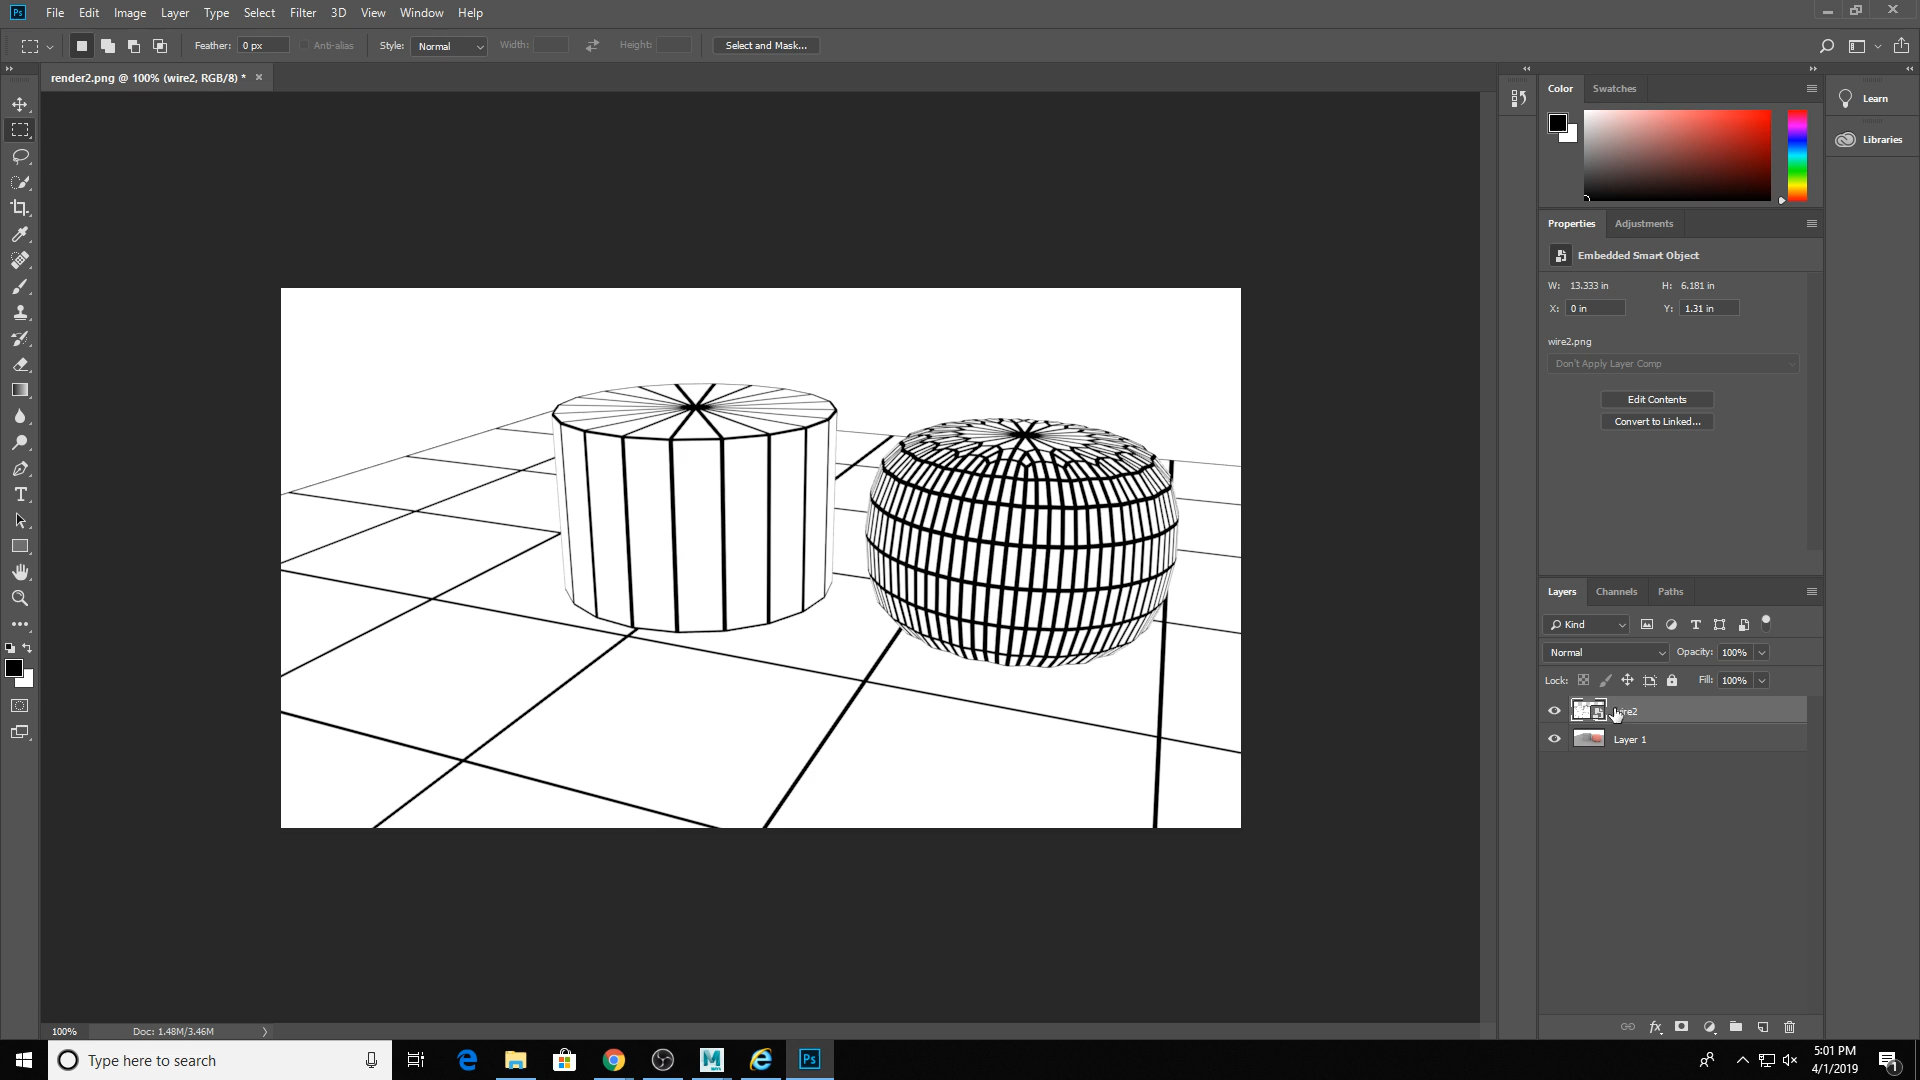 Ps File Edit Image Layer Type Select Filter 3D View Window Help
Feather: 0 px Anti-alias Style: Normal Width: Height: Select and Mask...
render2.png @ 100% (wire2, RGB/8) * ×
Color Swatches
Learn
Libraries
Properties Adjustments
Embedded Smart Object
W: 13.333 in H: 6.181 in
X: 0 in Y: 1.31 in
wire2.png
Don't Apply Layer Comp
Edit Contents
Convert to Linked...
Layers Channels Paths
Kind
Normal Opacity: 100%
Lock: Fill: 100%
Layer 1
100% Doc: 1.48M/3.46M
Type here to search
Ps
5:01 PM
4/1/2019
1